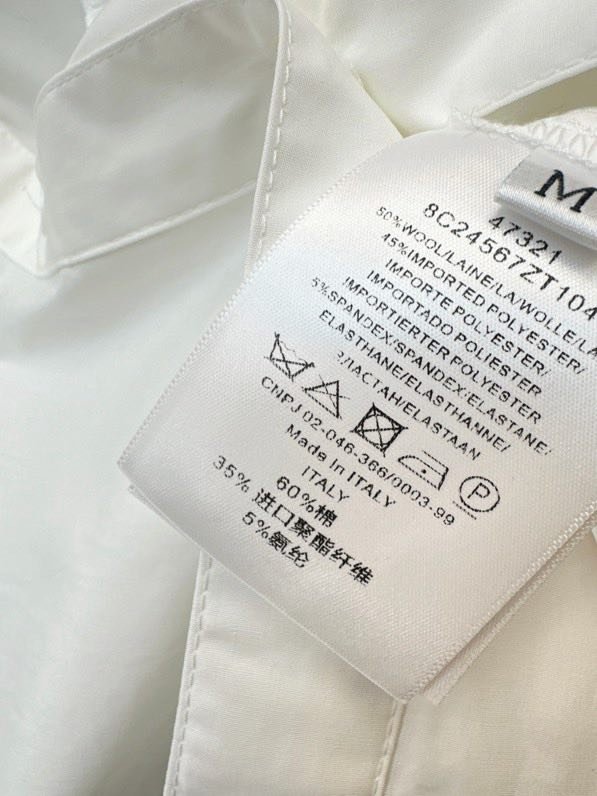 M
47321
8C24567ZT104
50%WOOL/LAINE/LA/WOLLE/LA
45%IMPORTED POLYESTER/
IMPORTE POLYESTER/
IMPORTADO POLIESTER
IMPORTIERTER POLYESTER
5%SPANDEX/SPANDEX/ELASTANE/
ELASTHANE/ELASTHANNE/
/ELASTAAN
CNPJ 02-046-366/0003-99
P
Made in ITALY
ITALY
60%棉
35% 进口聚酯纤维
5%氨纶